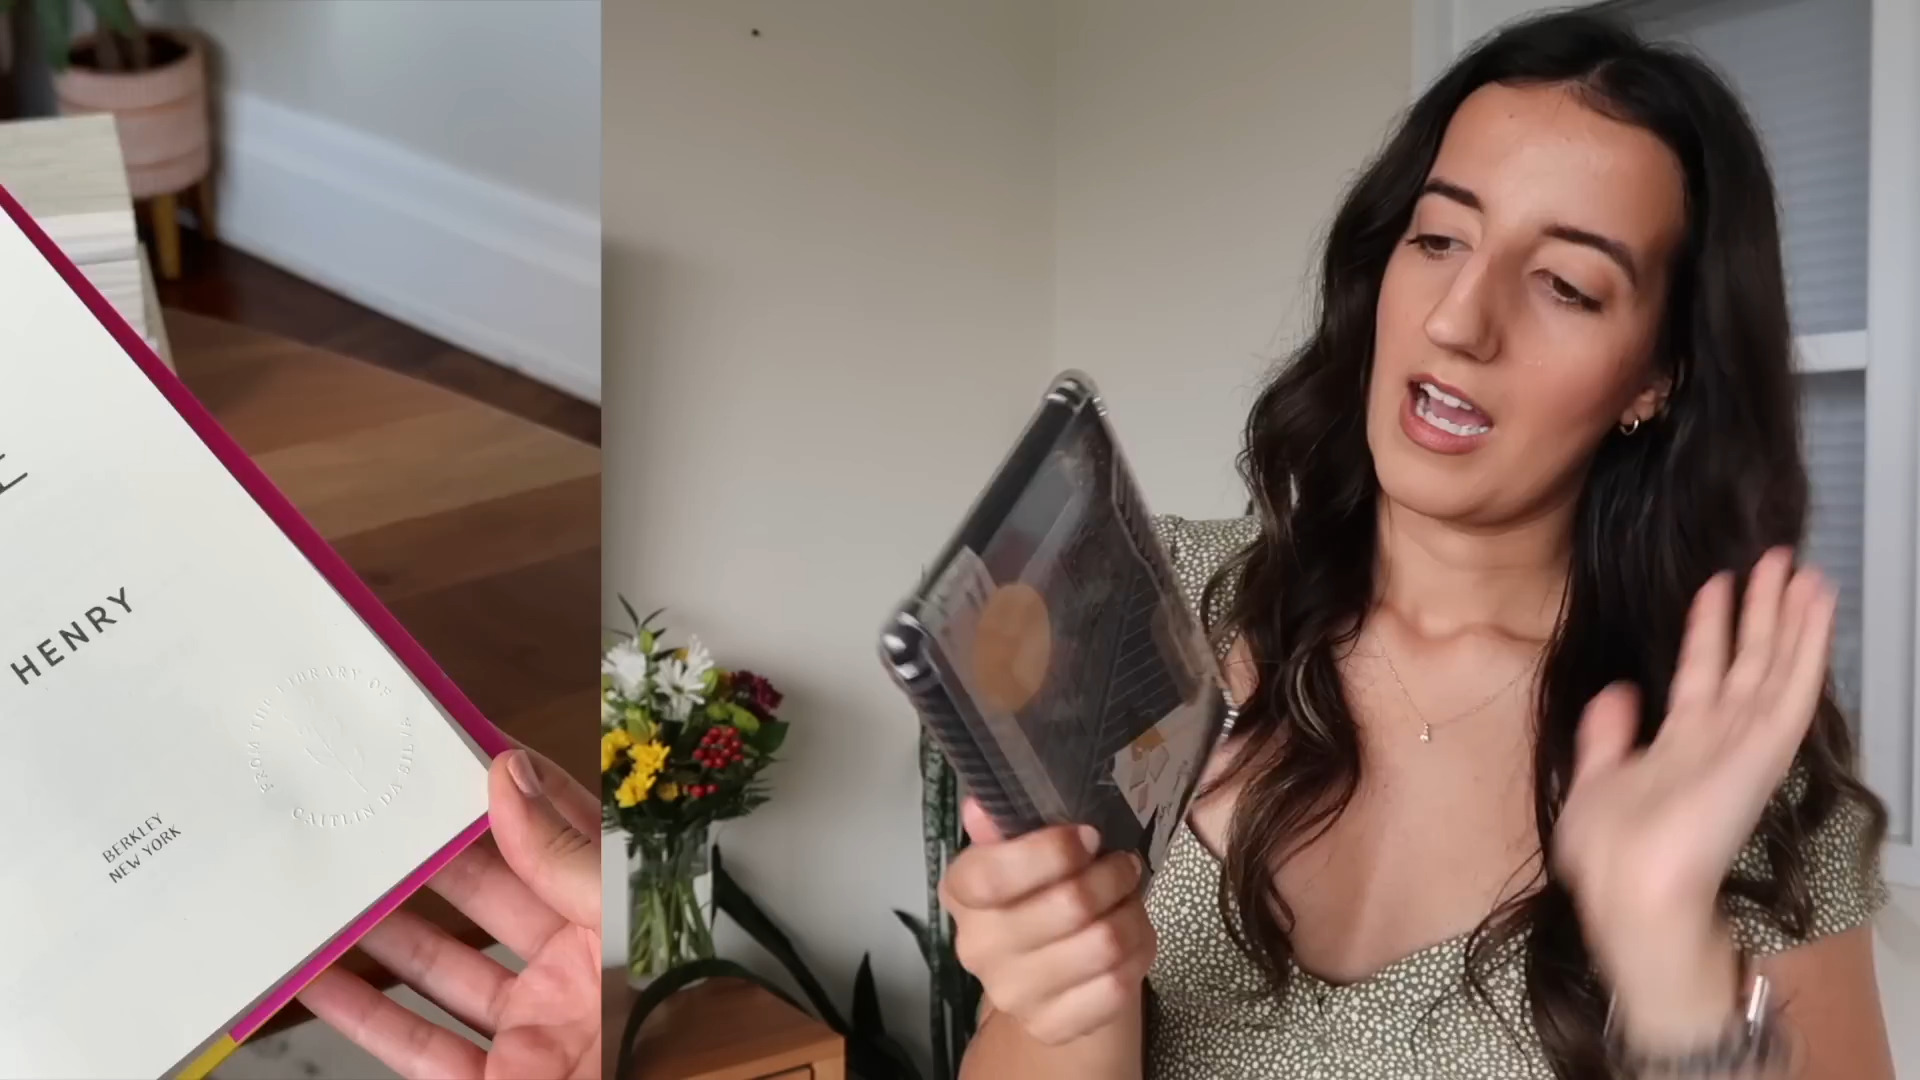 HENRY
FROM THE LIBRARY OF
CAITLIN DA SILVA
BERKLEY
NEW YORK